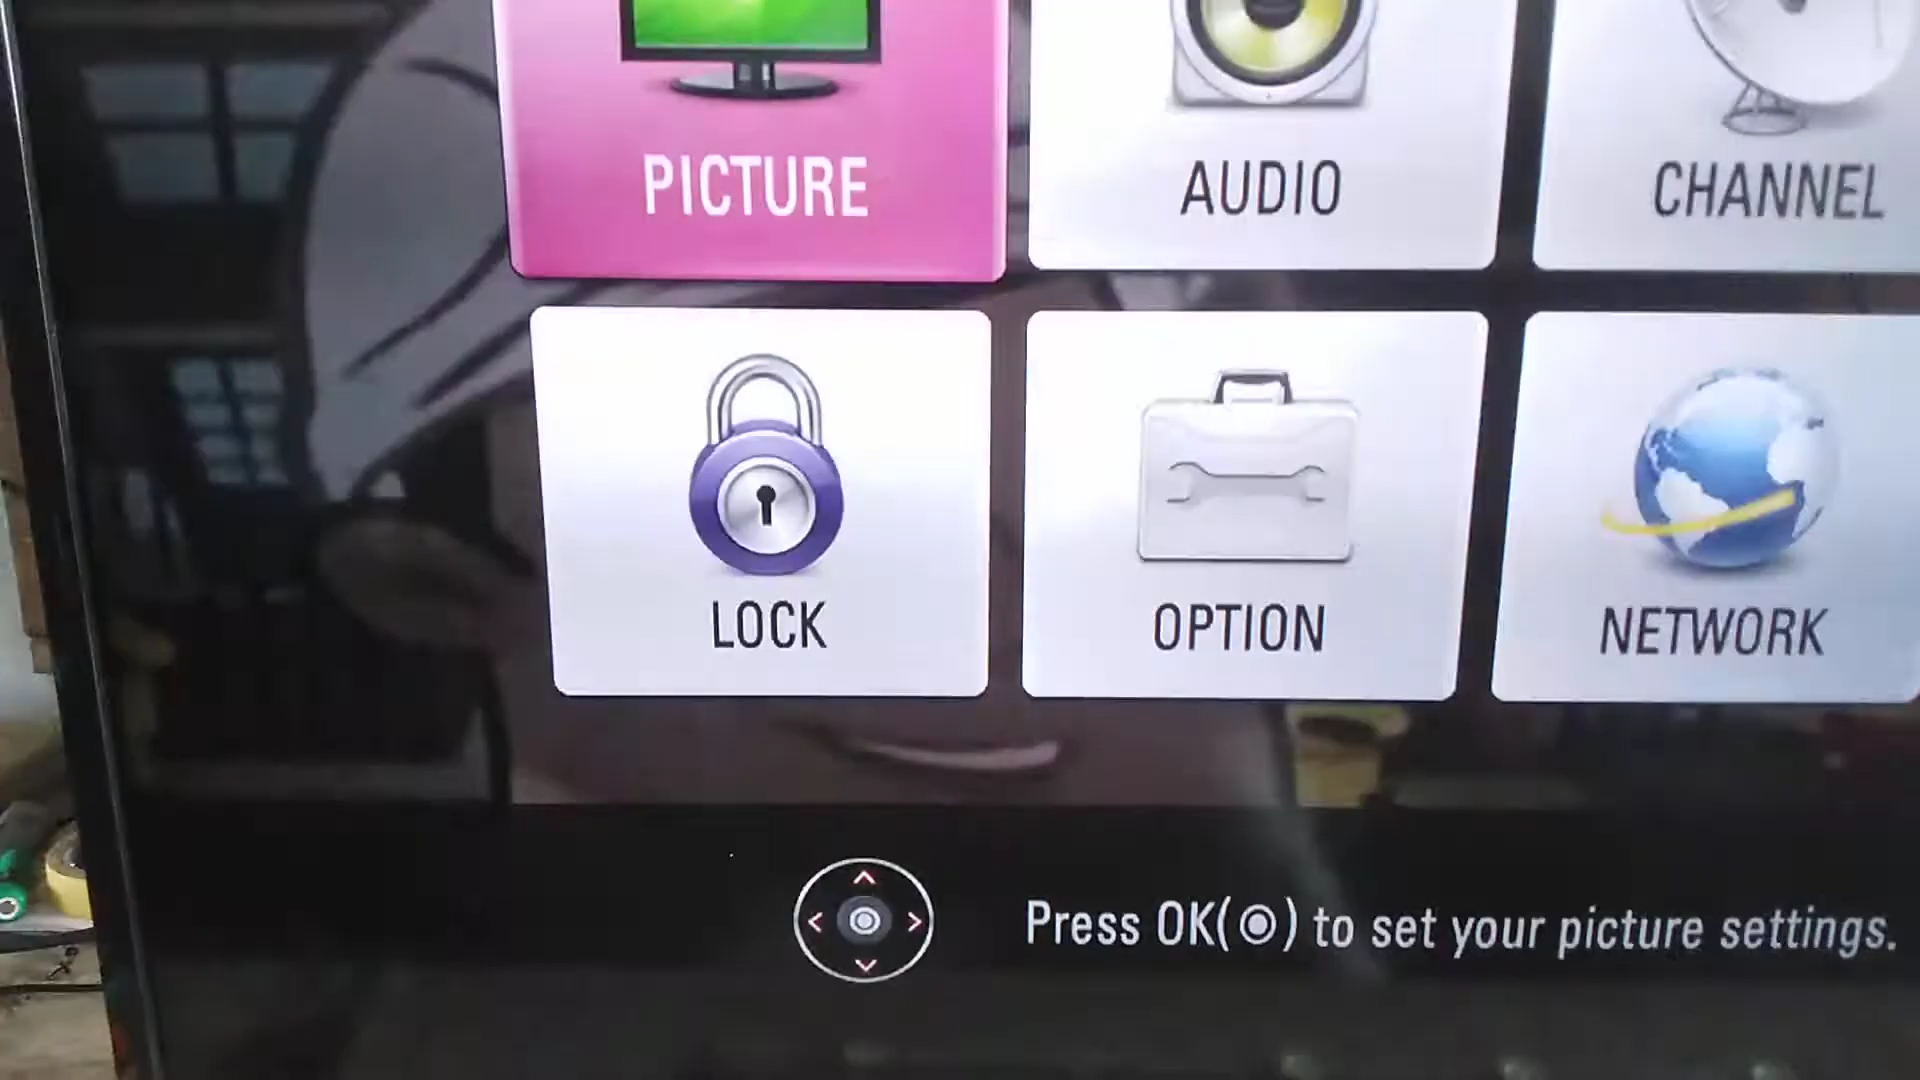 PICTURE
AUDIO
CHANNEL
LOCK
OPTION
NETWORK
Press OK(◉) to set your picture settings.